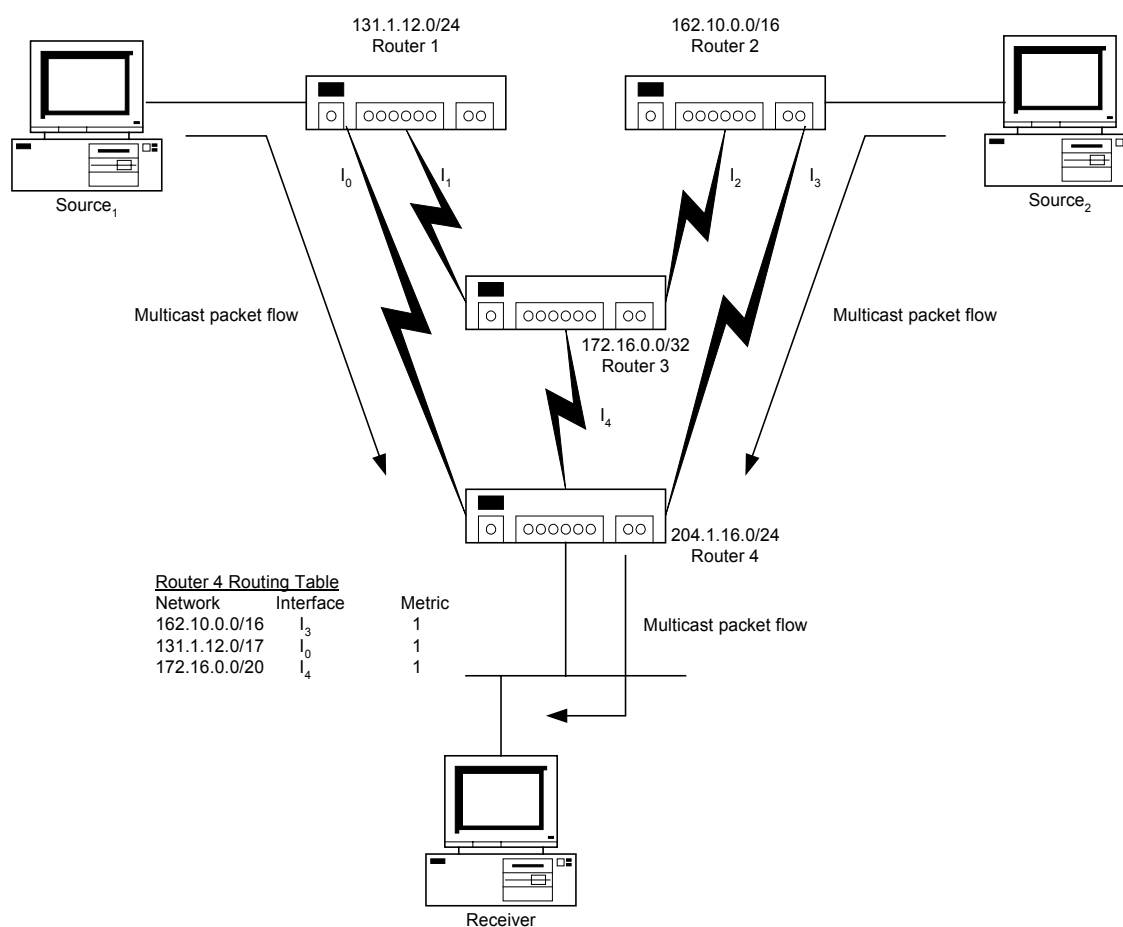 131.1.12.0/24
Router 1
162.10.0.0/16
Router 2
I0
I1
I2
I3
Source1
Source2
Multicast packet flow
Multicast packet flow
172.16.0.0/32
Router 3
I4
204.1.16.0/24
Router 4
Router 4 Routing Table
Network Interface Metric
162.10.0.0/16 I3 1
131.1.12.0/17 I0 1
172.16.0.0/20 I4 1
Multicast packet flow
Receiver